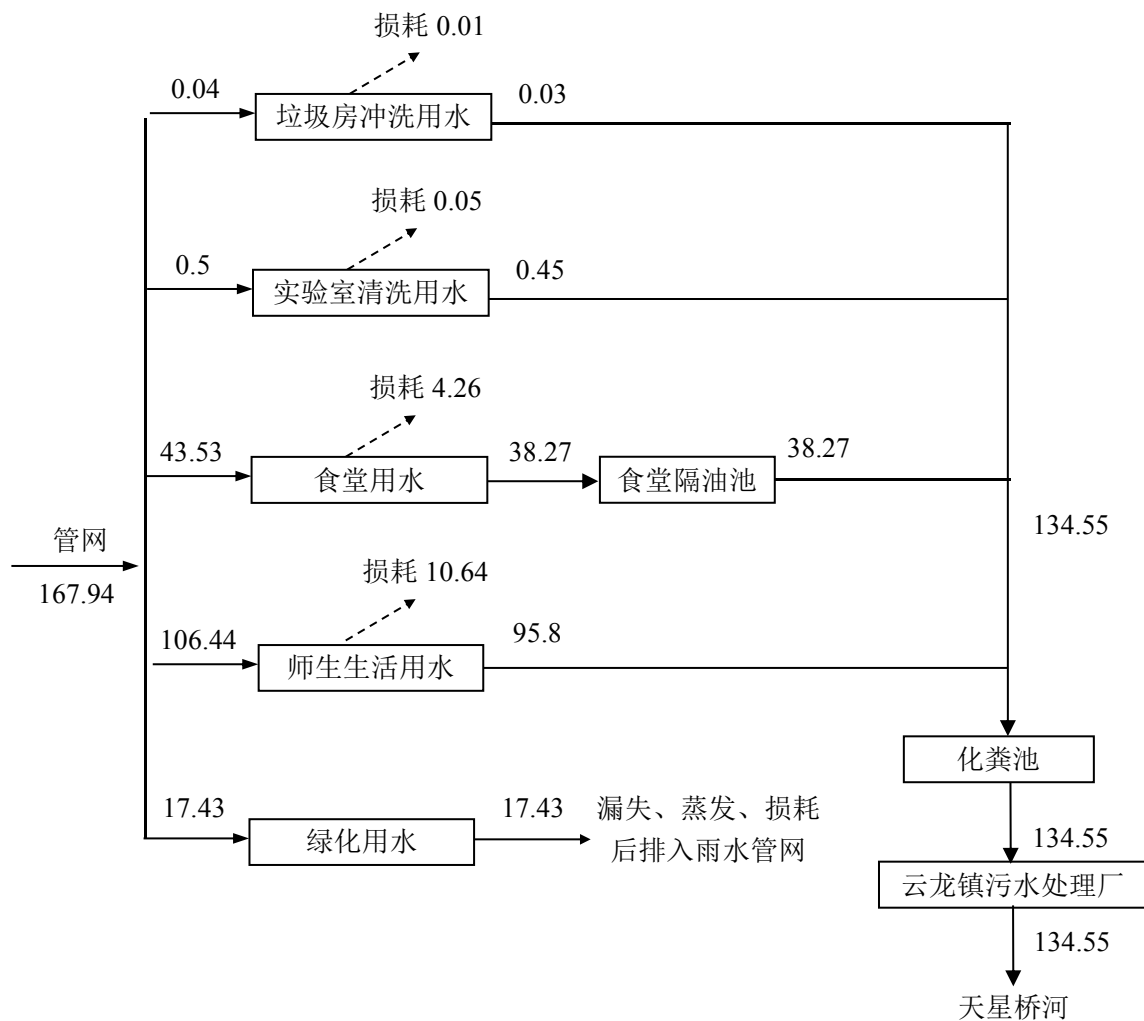 损耗 0.01
0.04
垃圾房冲洗用水
0.03
损耗 0.05
0.5
实验室清洗用水
0.45
损耗 4.26
43.53
食堂用水
38.27
食堂隔油池
38.27
管网
167.94
134.55
损耗 10.64
106.44
师生生活用水
95.8
化粪池
17.43
绿化用水
17.43
漏失、蒸发、损耗
后排入雨水管网
134.55
云龙镇污水处理厂
134.55
天星桥河